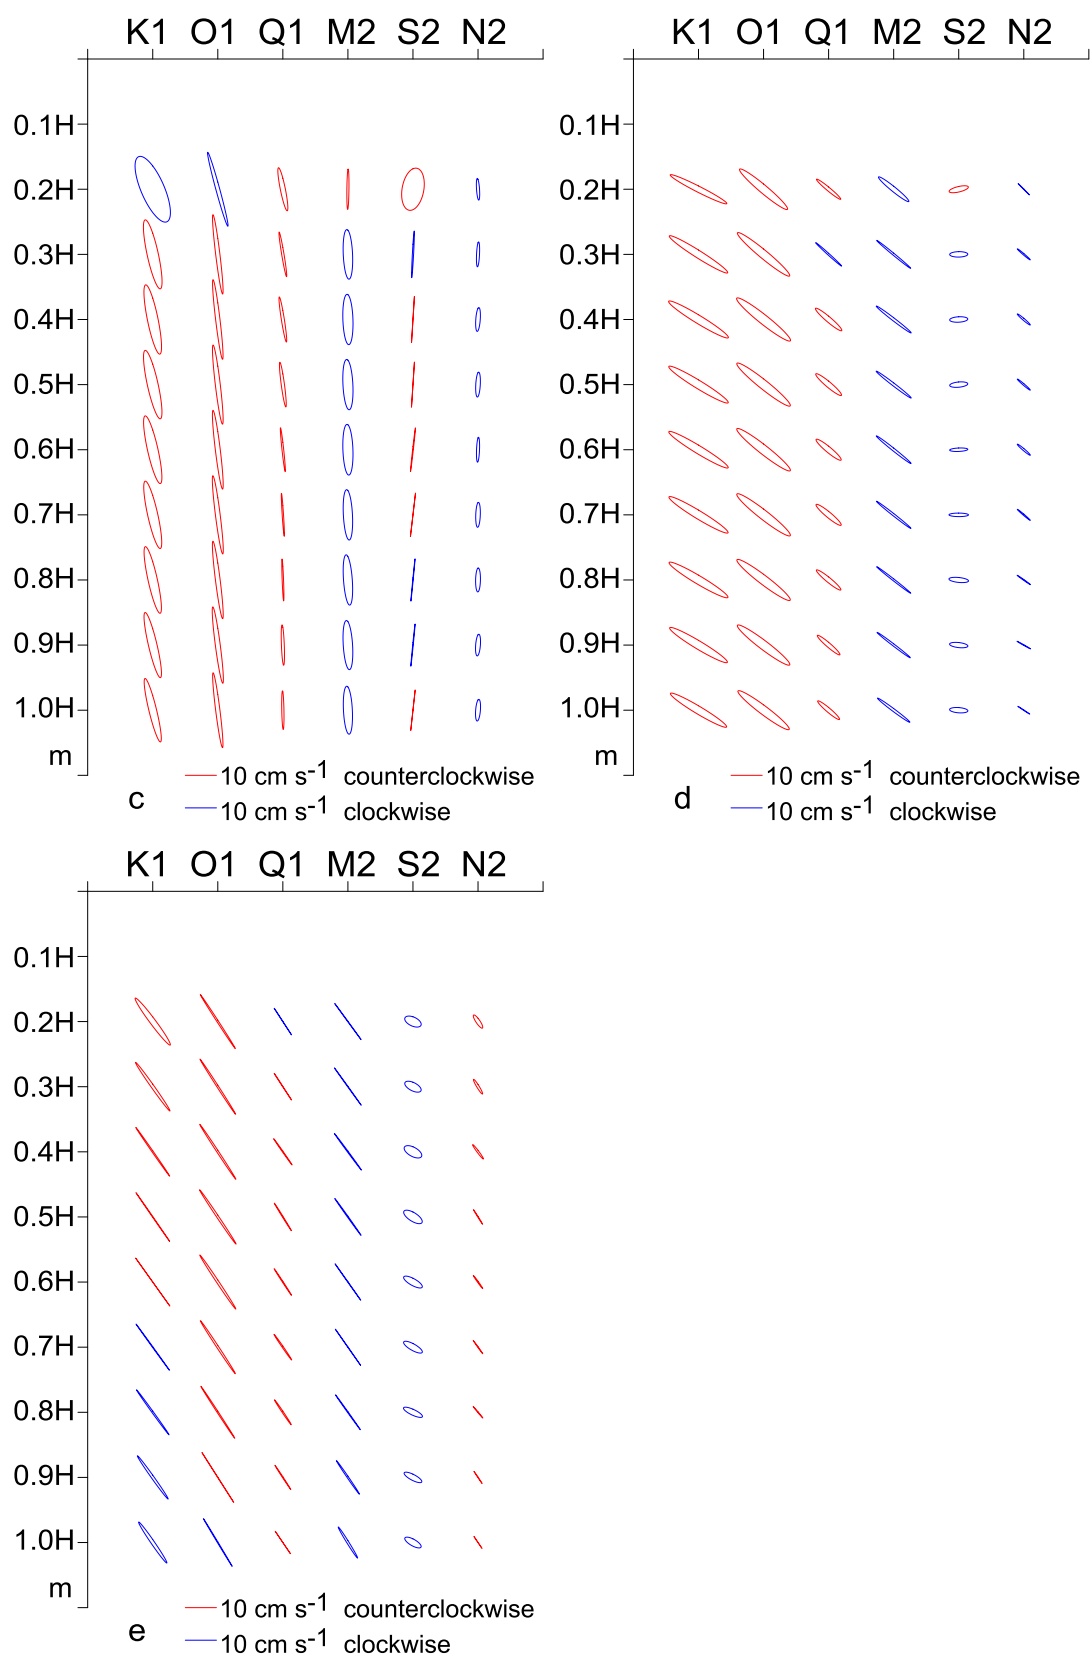 K1 O1 Q1 M2 S2 N2
0.1H
0.2H
0.3H
0.4H
0.5H
0.6H
0.7H
0.8H
0.9H
1.0H
m
10 cm s-1 counterclockwise
10 cm s-1 clockwise
c
K1 O1 Q1 M2 S2 N2
0.1H
0.2H
0.3H
0.4H
0.5H
0.6H
0.7H
0.8H
0.9H
1.0H
m
10 cm s-1 counterclockwise
10 cm s-1 clockwise
d
K1 O1 Q1 M2 S2 N2
0.1H
0.2H
0.3H
0.4H
0.5H
0.6H
0.7H
0.8H
0.9H
1.0H
m
10 cm s-1 counterclockwise
10 cm s-1 clockwise
e